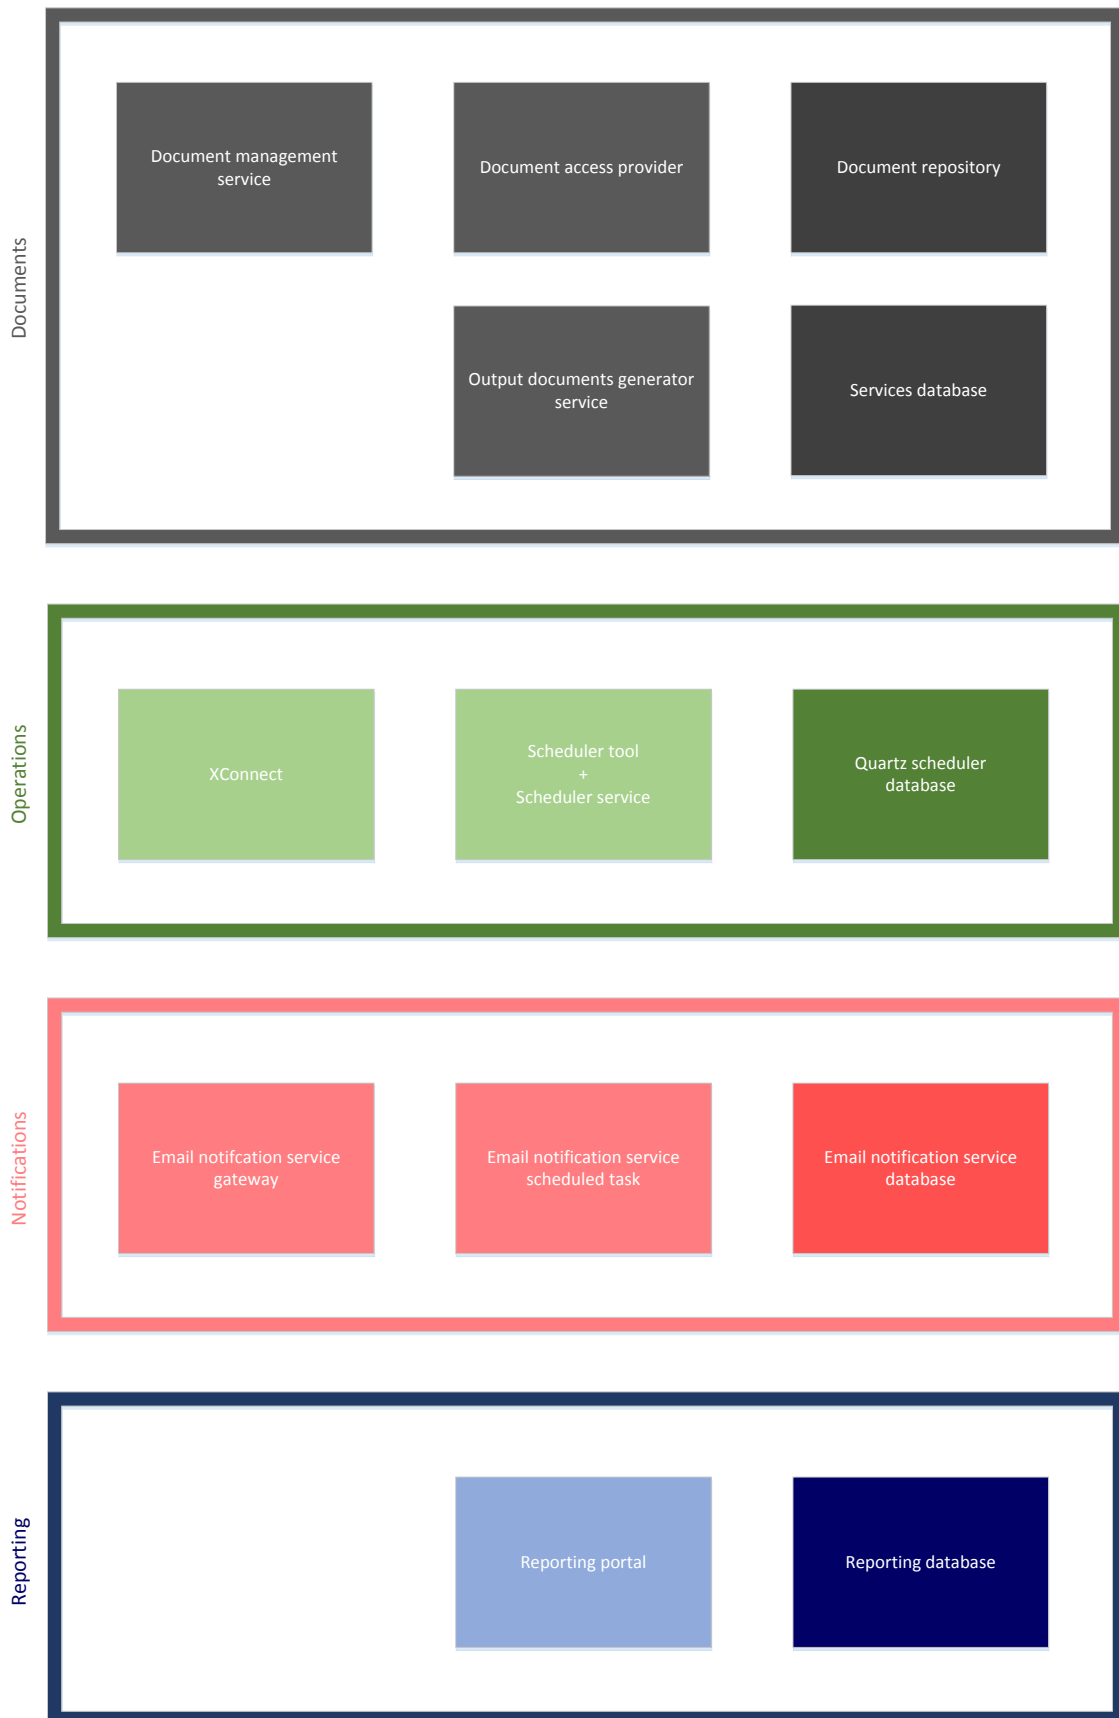 Documents
Document management
service
Document access provider
Document repository
Output documents generator
service
Services database
Operations
XConnect
Scheduler tool
+
Scheduler service
Quartz scheduler
database
Notifications
Email notifcation service
gateway
Email notification service
scheduled task
Email notification service
database
Reporting
Reporting portal
Reporting database